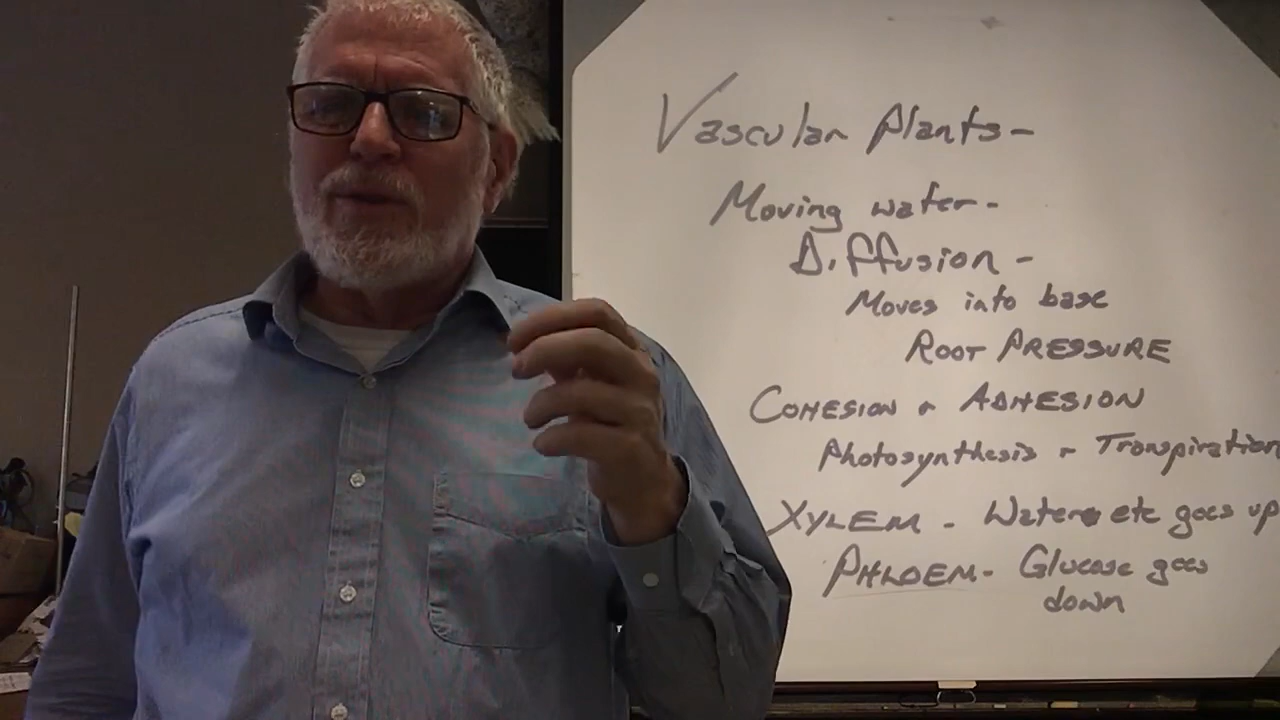 Vascular Plants-
Moving water-
Diffusion-
Moves into base
ROOT PRESSURE
COHESION & ADHESION
Photosynthesis & Transpiration
XYLEM - Water etc goes up
PHLOEM- Glucose goes
down